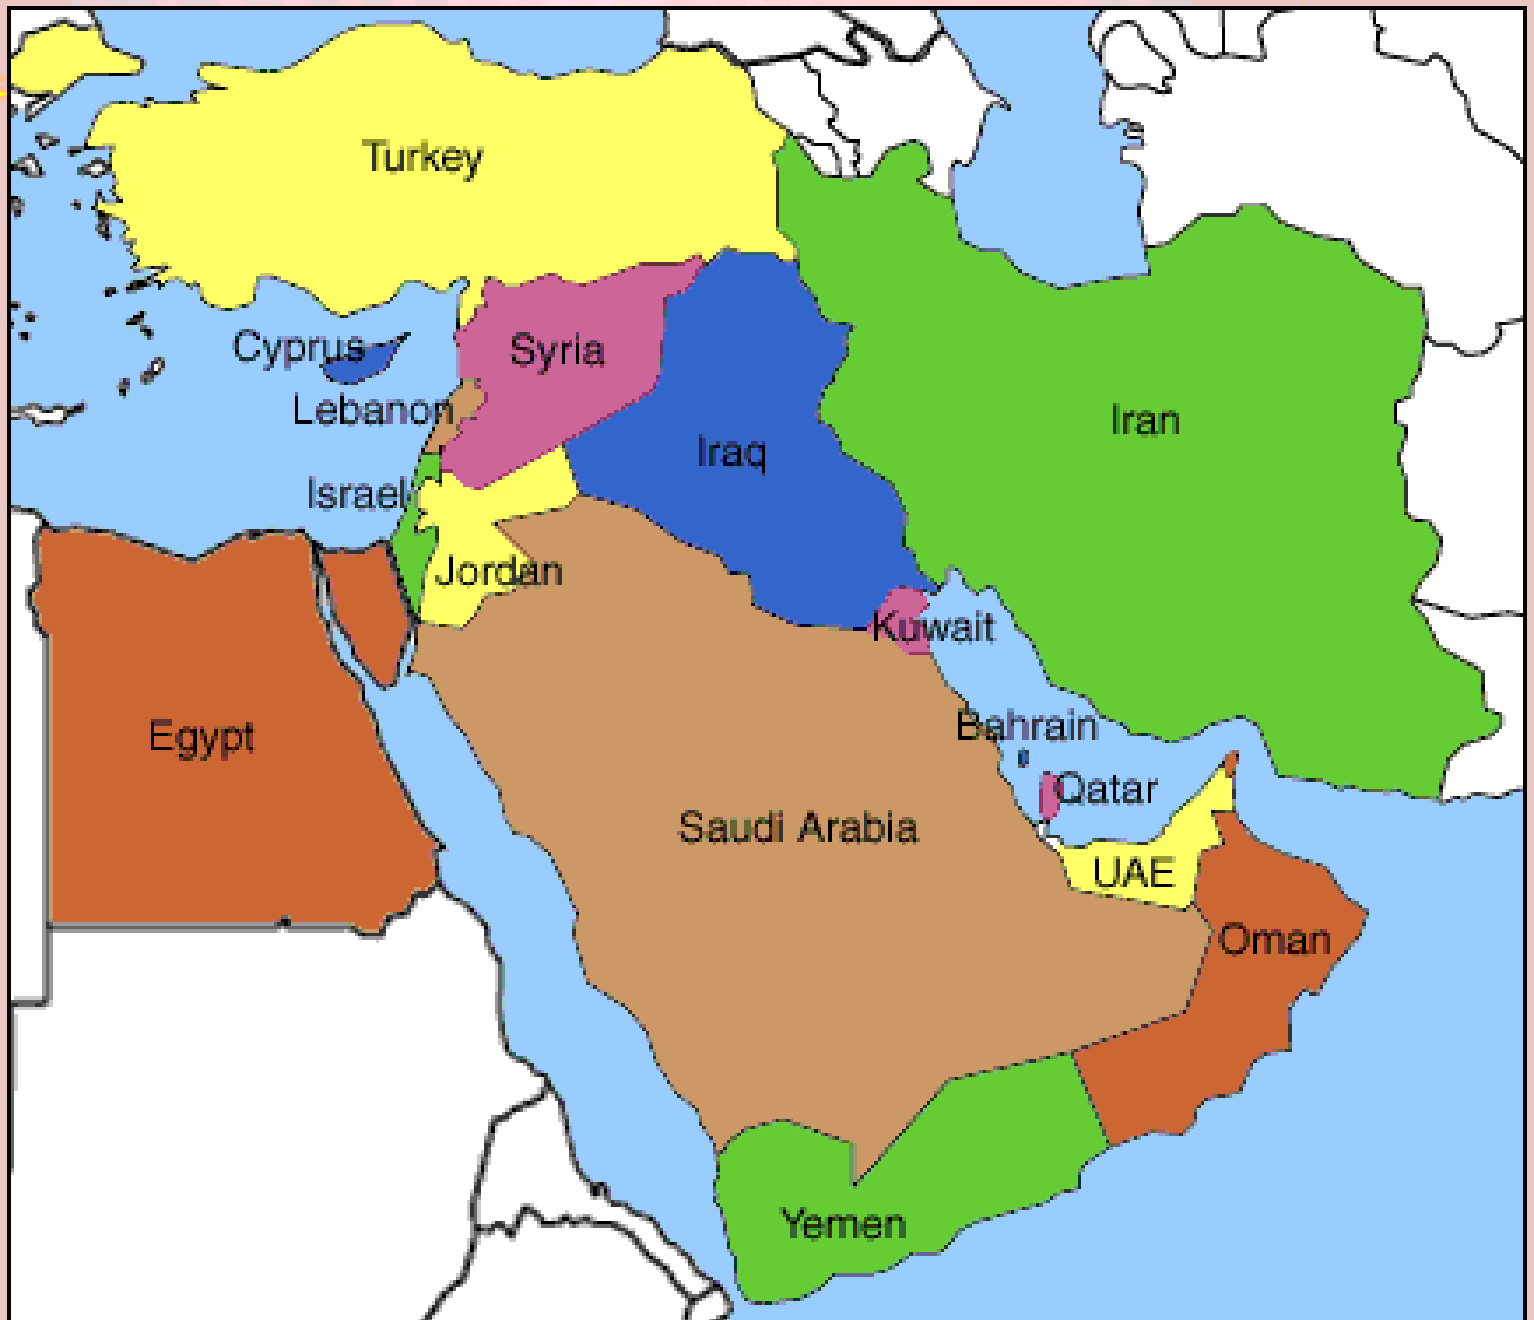 Turkey
Cyprus
Syria
Lebanon
Iran
Iraq
Israel
Jordan
Kuwait
Bahrain
Egypt
Qatar
Saudi Arabia
UAE
Oman
Yemen